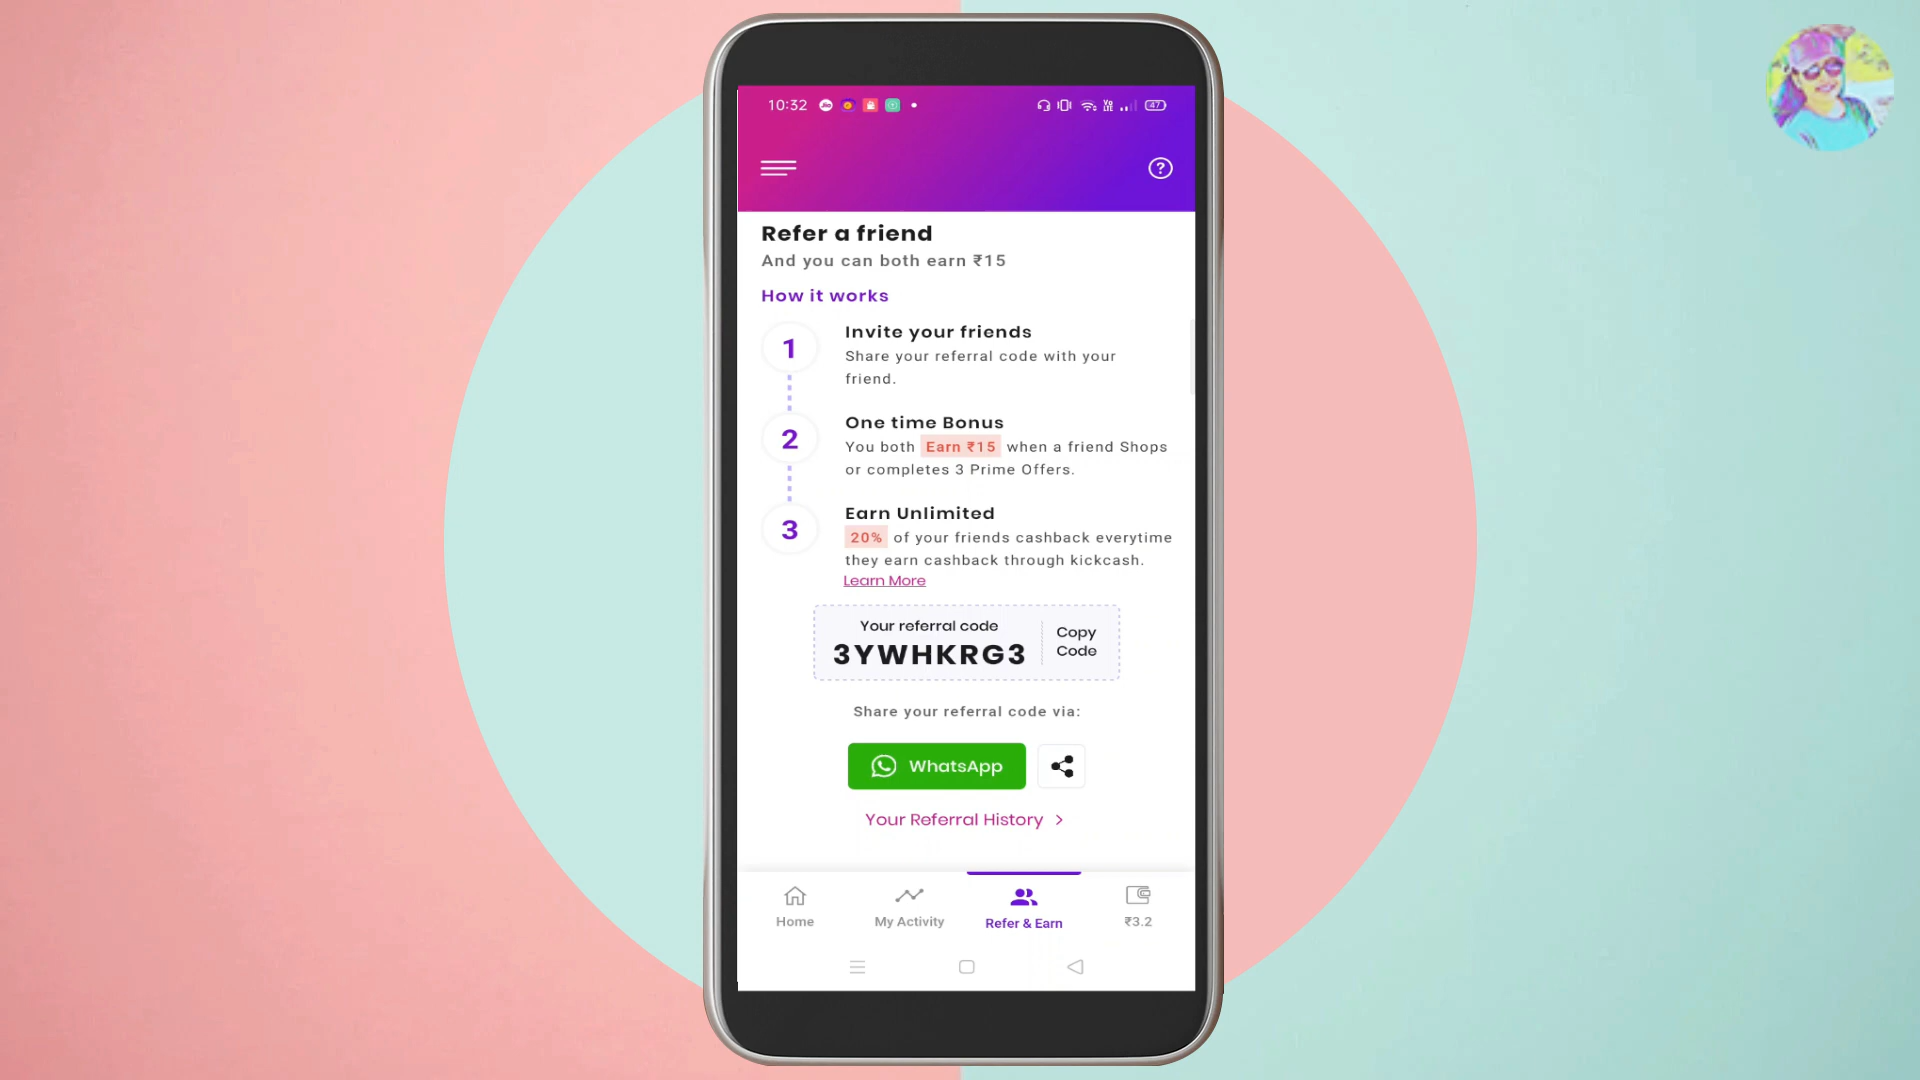 10:32
47
Refer a friend
And you can both earn ₹15
How it works
1
Invite your friends
Share your referral code with your
friend.
2
One time Bonus
You both Earn ₹15 when a friend Shops
or completes 3 Prime Offers.
3
Earn Unlimited
20% of your friends cashback everytime
they earn cashback through kickcash.
Learn More
Your referral code
3YWHKRG3
Copy
Code
Share your referral code via:
WhatsApp
Your Referral History >
Home
My Activity
Refer & Earn
₹3.2